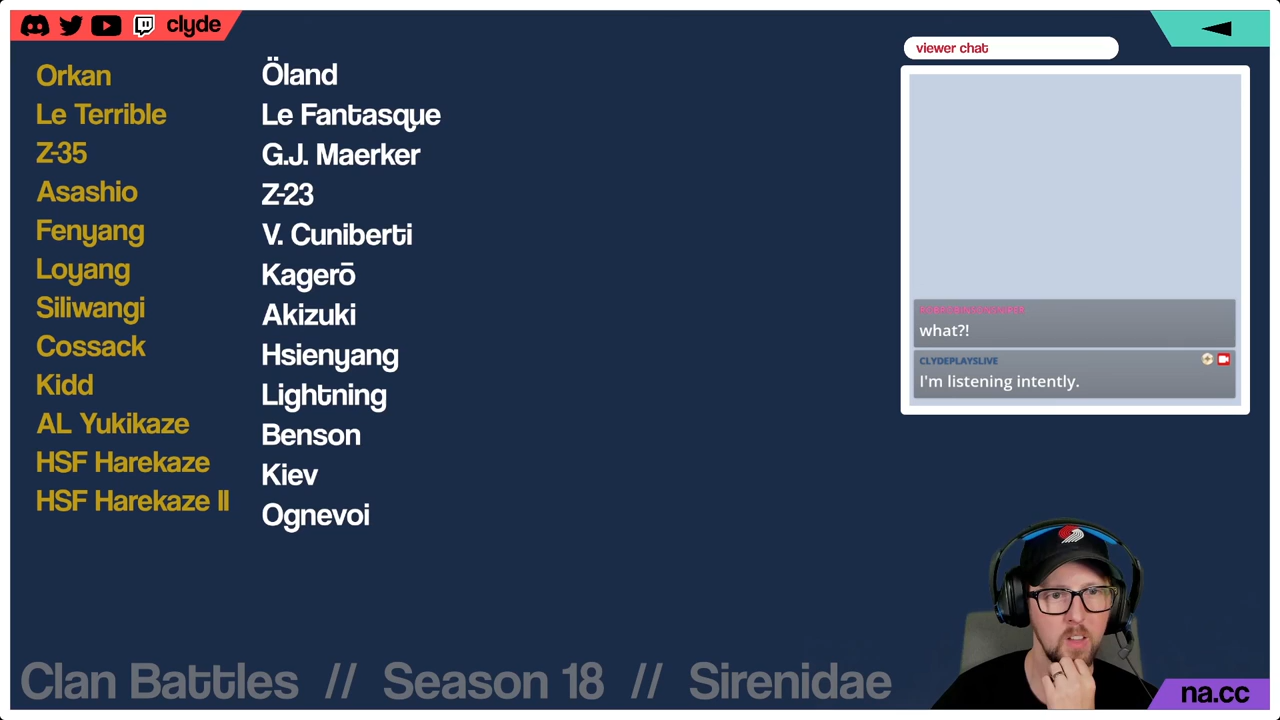 clyde
Orkan
Le Terrible
Z-35
Asashio
Fenyang
Loyang
Siliwangi
Cossack
Kidd
AL Yukikaze
HSF Harekaze
HSF Harekaze II
Öland
Le Fantasque
G.J. Maerker
Z-23
V. Cuniberti
Kagerō
Akizuki
Hsienyang
Lightning
Benson
Kiev
Ognevoi
viewer chat
what?!
CLYDEPLAYSLIVE
I'm listening intently.
Clan Battles // Season 18 // Sirenidae
na.cc